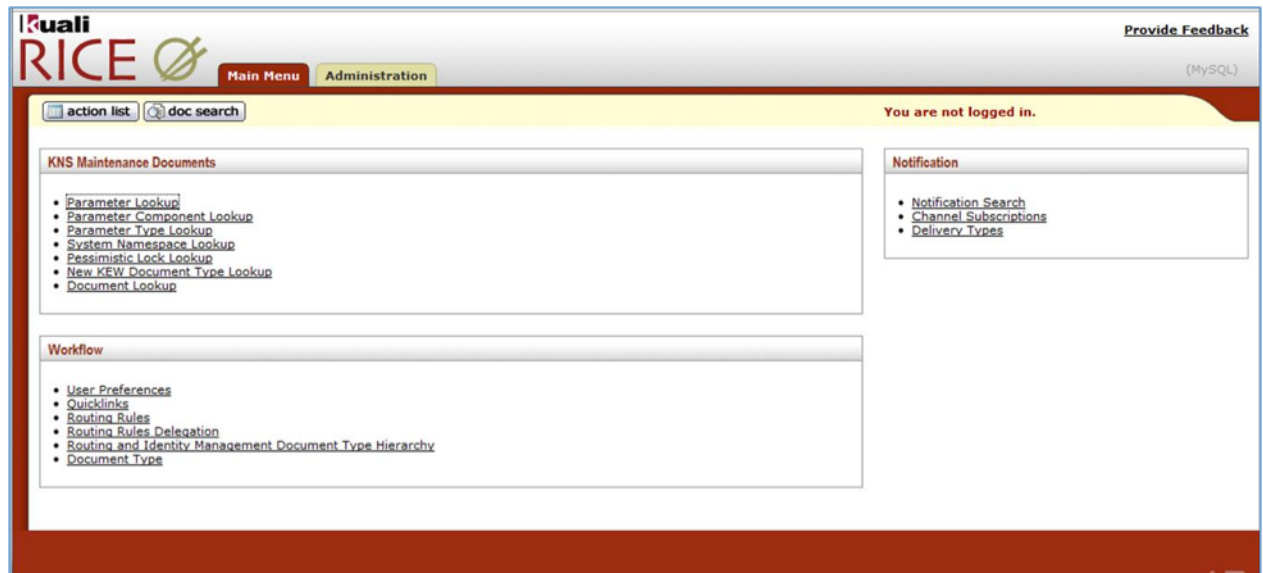 Kuali
RICE
Provide Feedback
Main Menu Administration
(MySQL)
action list doc search You are not logged in.
KNS Maintenance Documents
Parameter Lookup
Parameter Component Lookup
Parameter Type Lookup
System Namespace Lookup
Pessimistic Lock Lookup
New KEW Document Type Lookup
Document Lookup
Notification
Notification Search
Channel Subscriptions
Delivery Types
Workflow
User Preferences
Quicklinks
Routing Rules
Routing Rules Delegation
Routing and Identity Management Document Type Hierarchy
Document Type